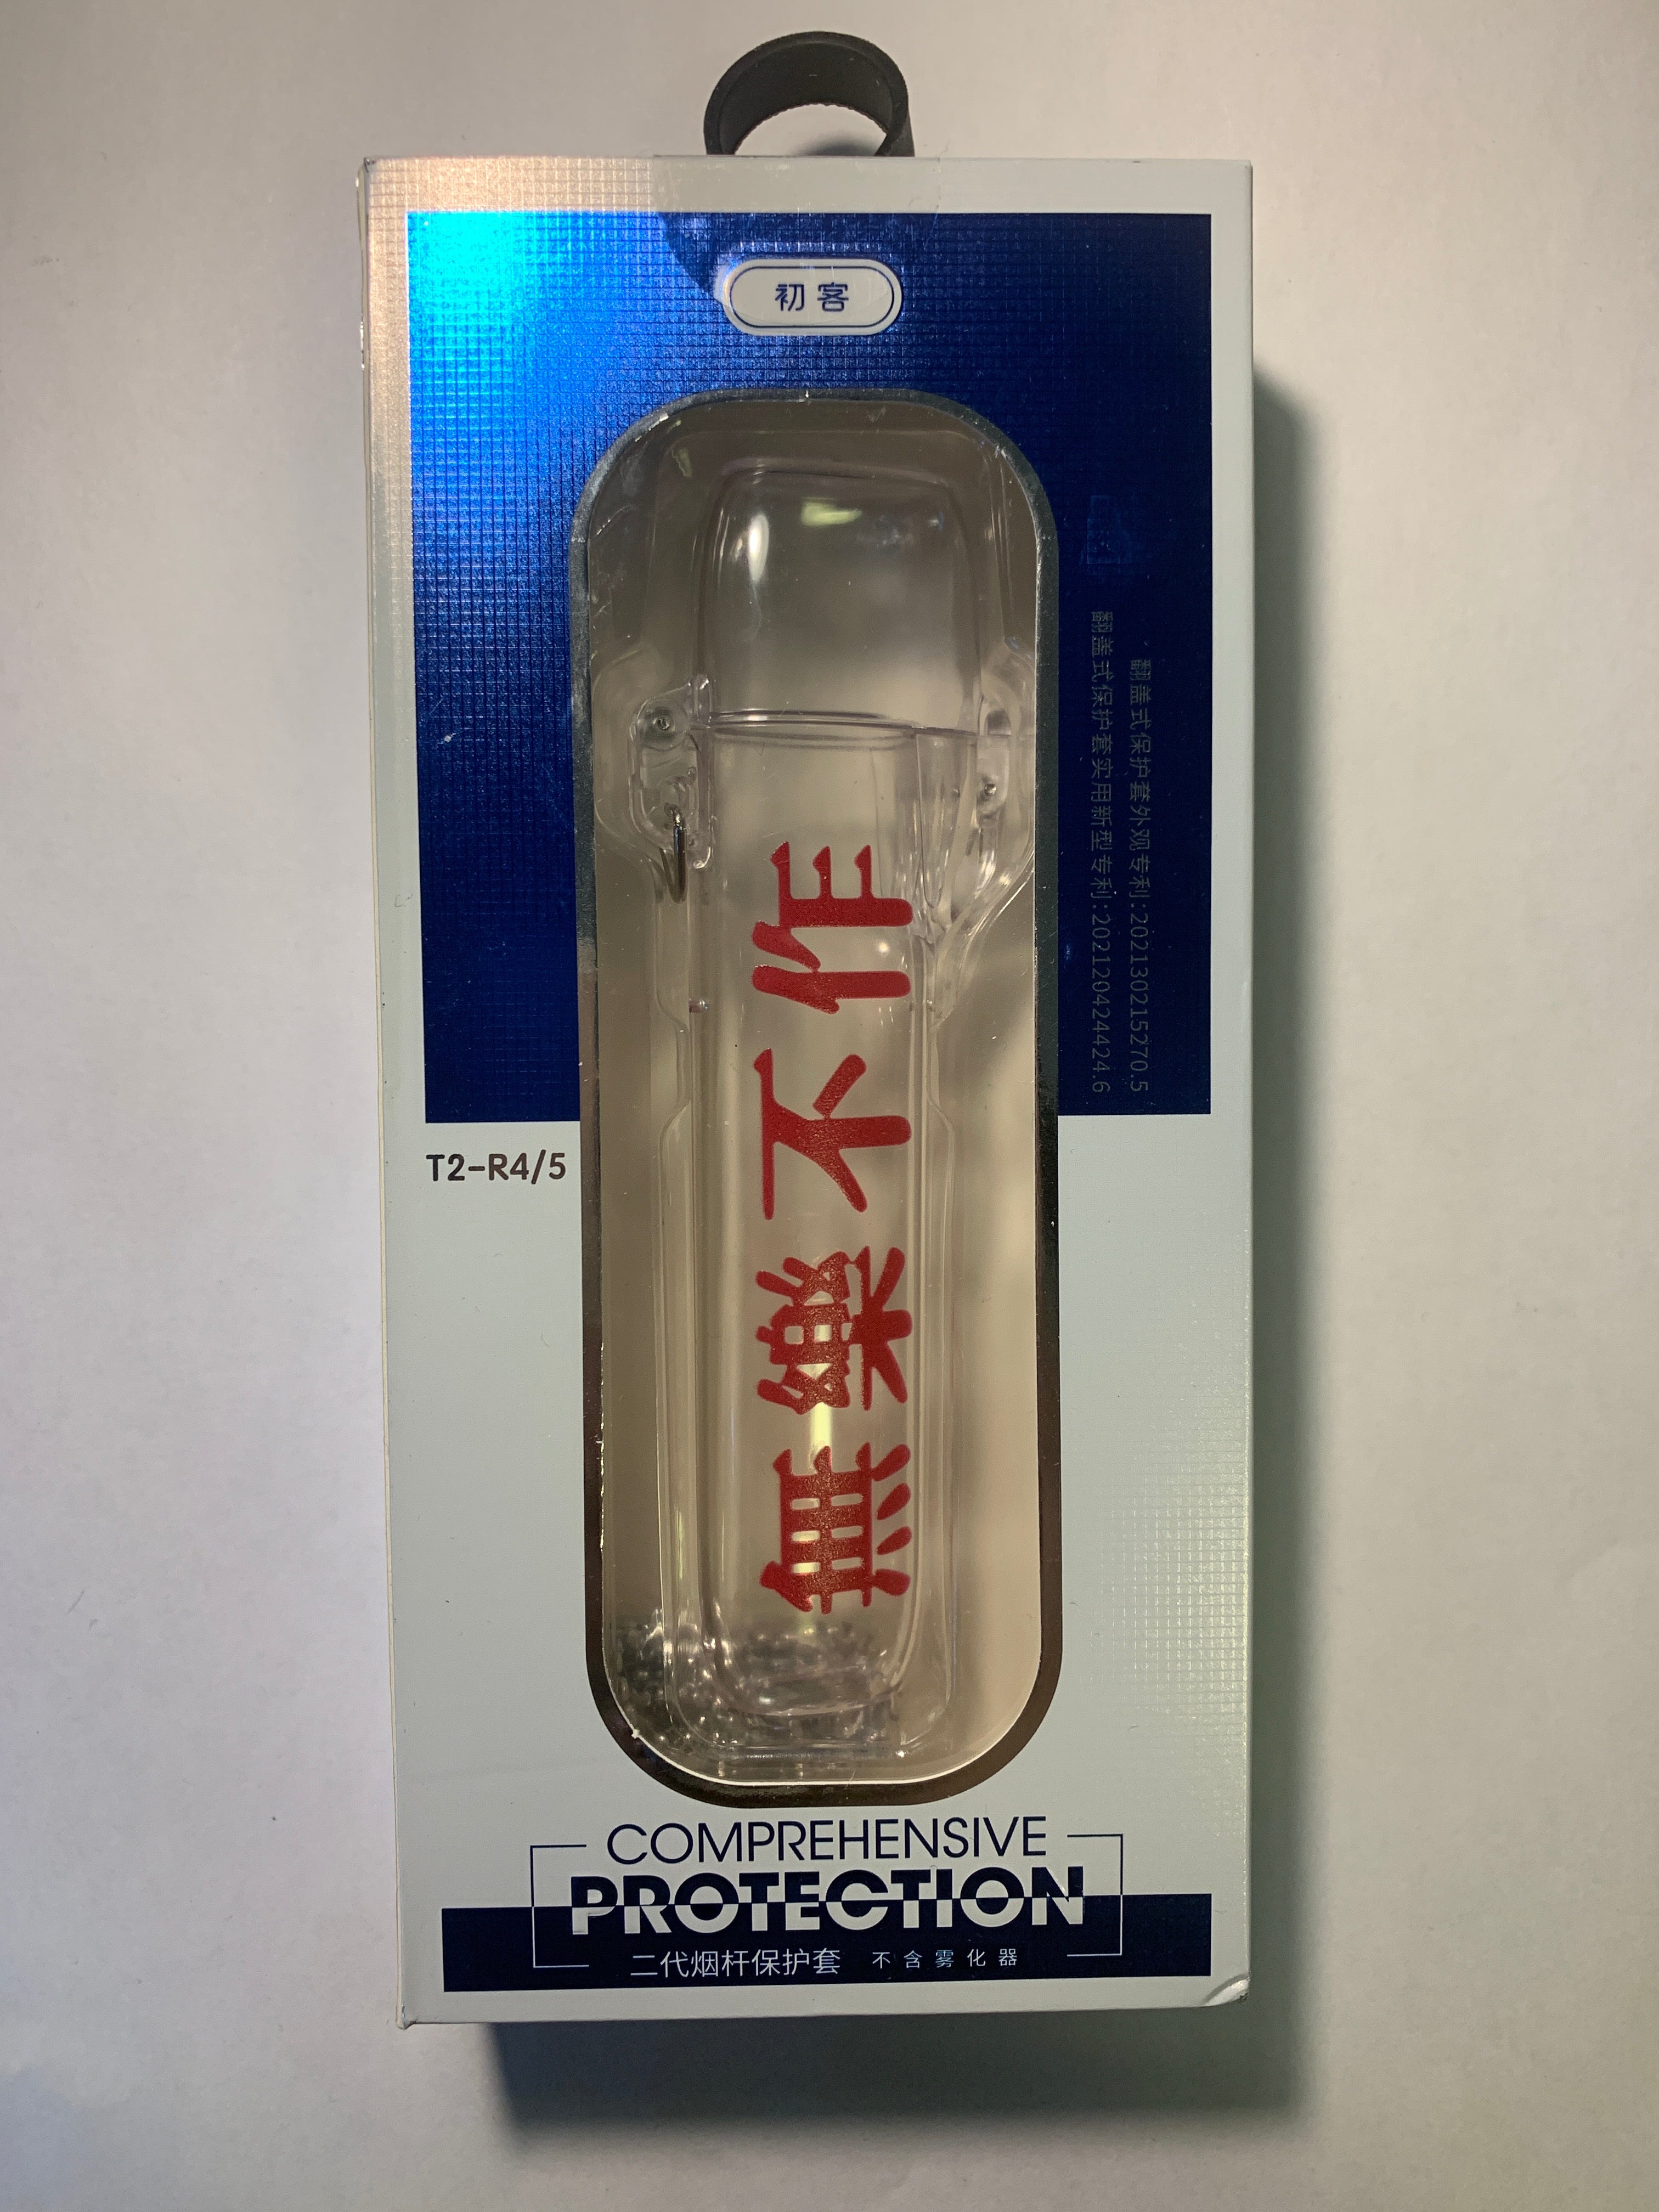 初客
翻盖式保护套外观专利:202130215270.5
翻盖式保护套实用新型专利:202120424424.6
T2-R4/5
無樂不作
COMPREHENSIVE
PROTECTION
二代烟杆保护套 不含雾化器